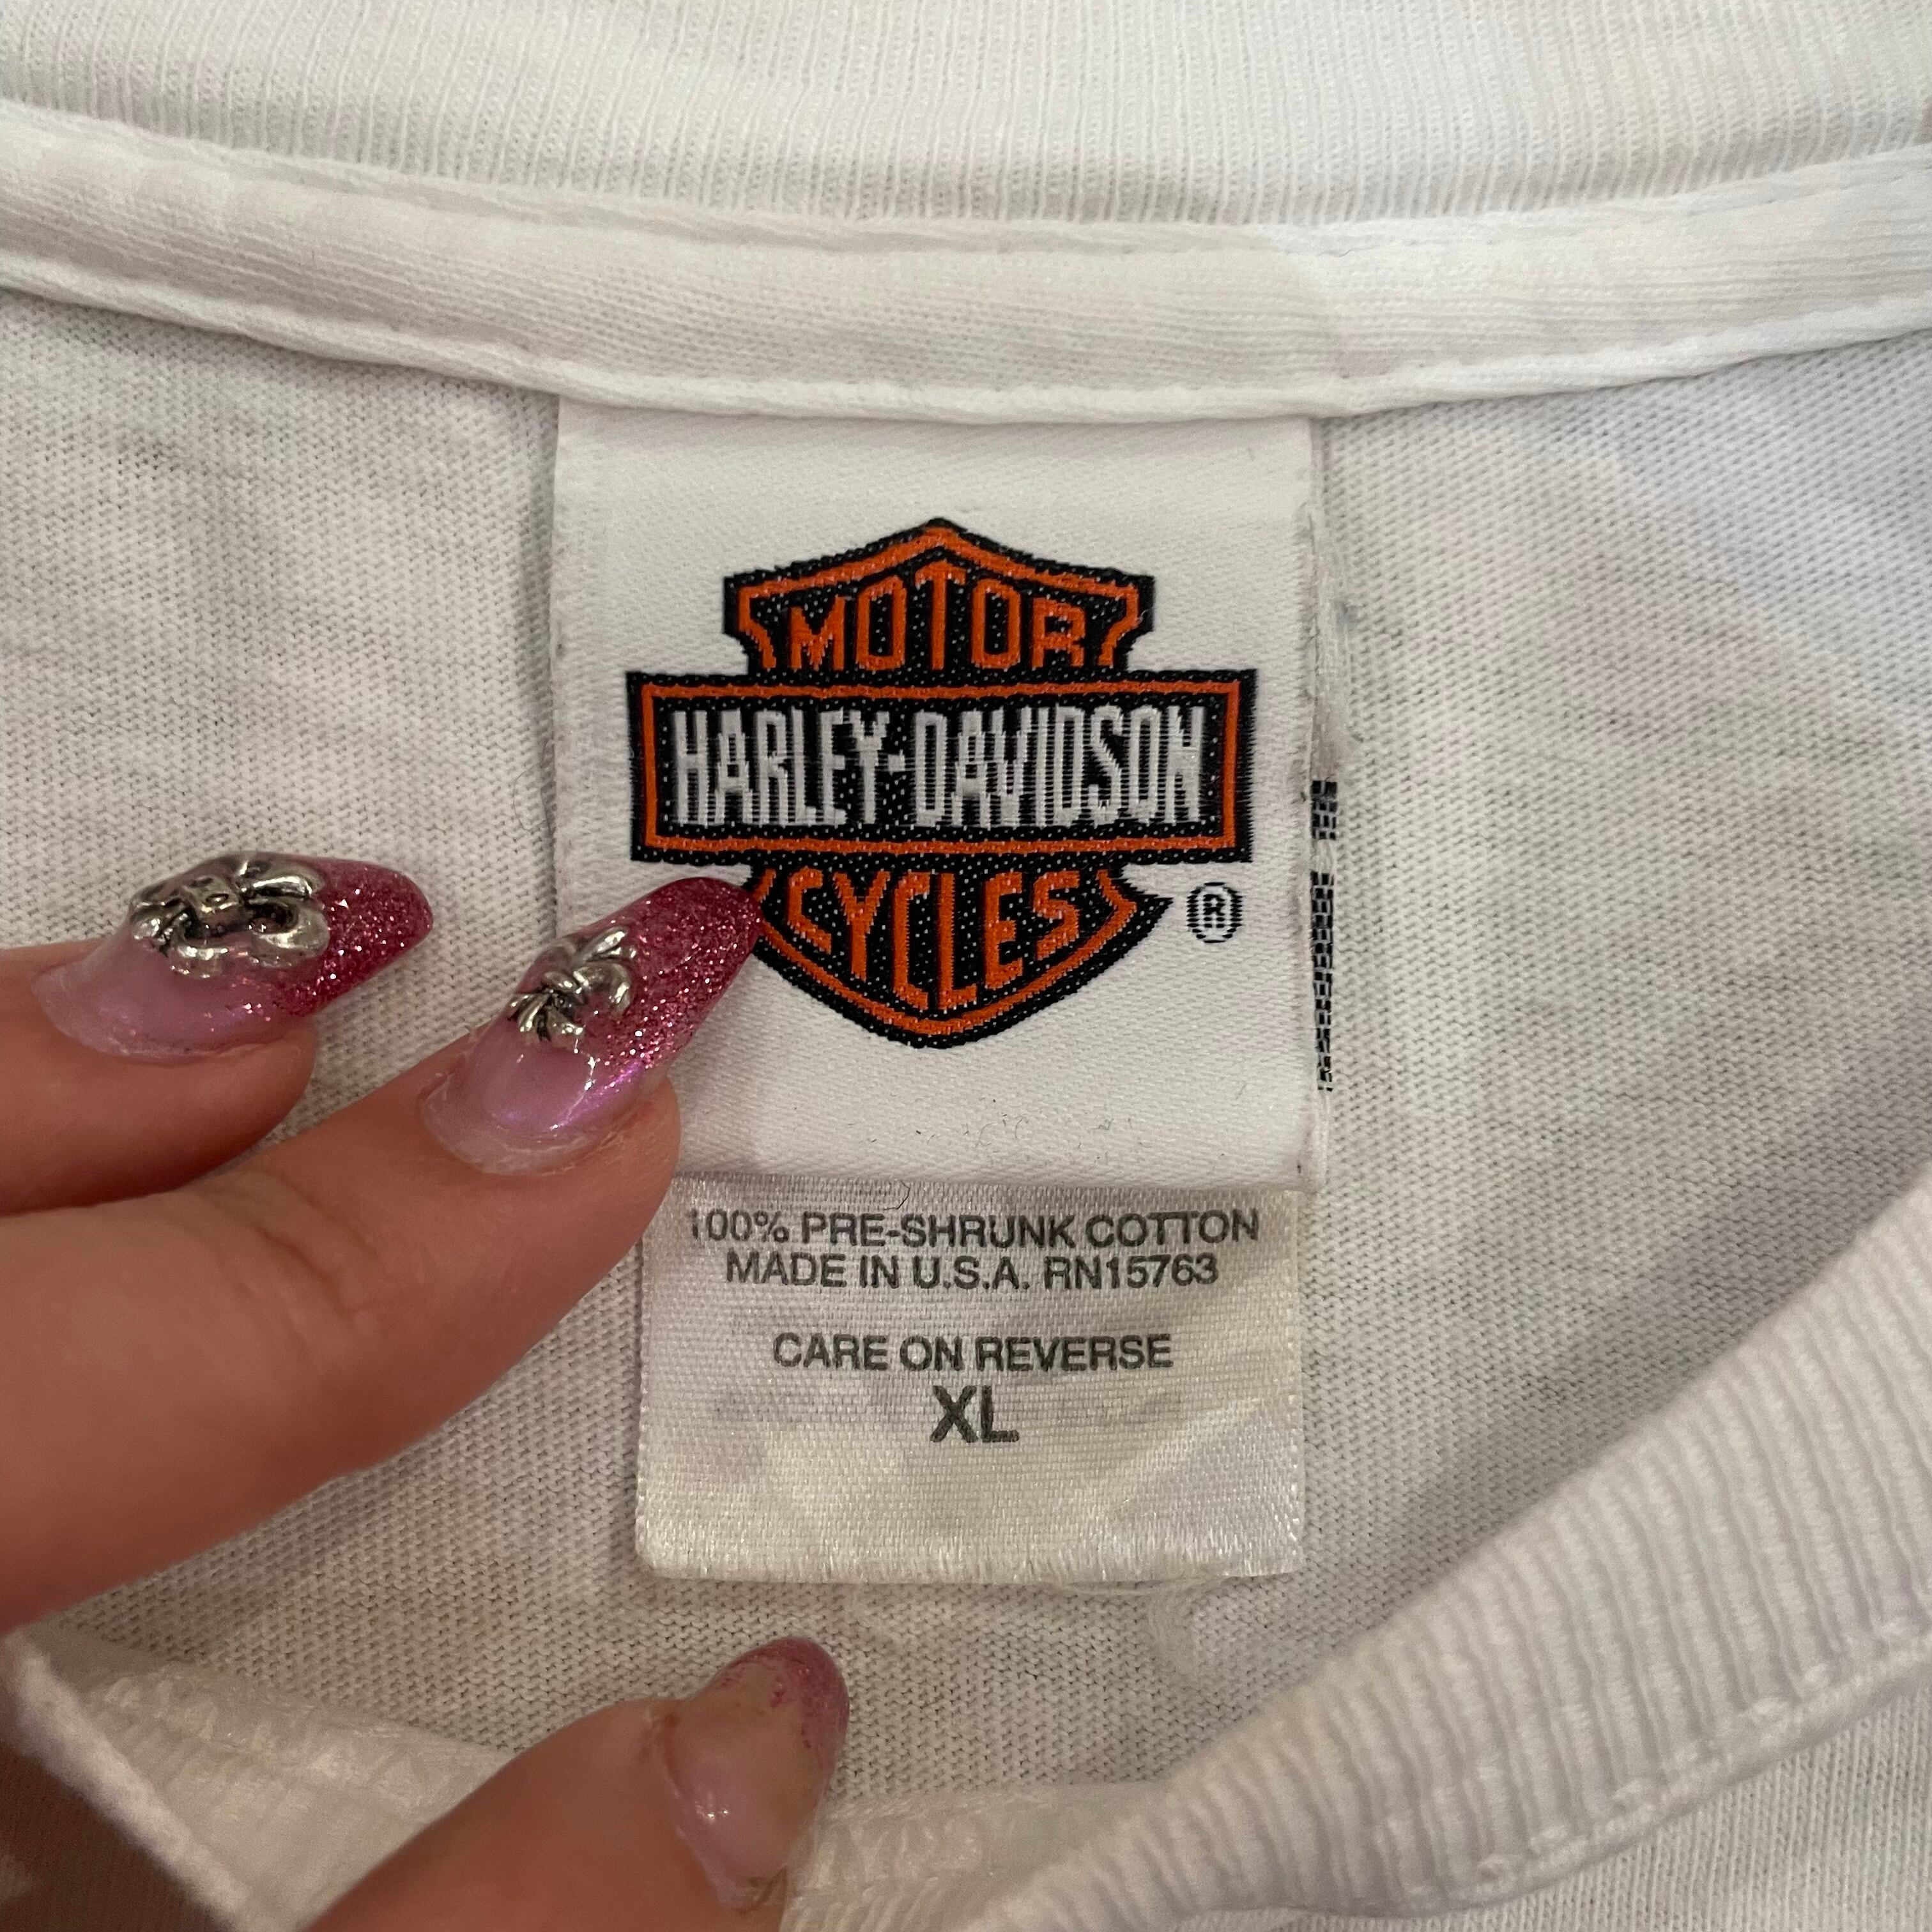 MOTOR
HARLEY-DAVIDSON
CYCLES
®
100% PRE-SHRUNK COTTON
MADE IN U.S.A. RN15763
CARE ON REVERSE
XL